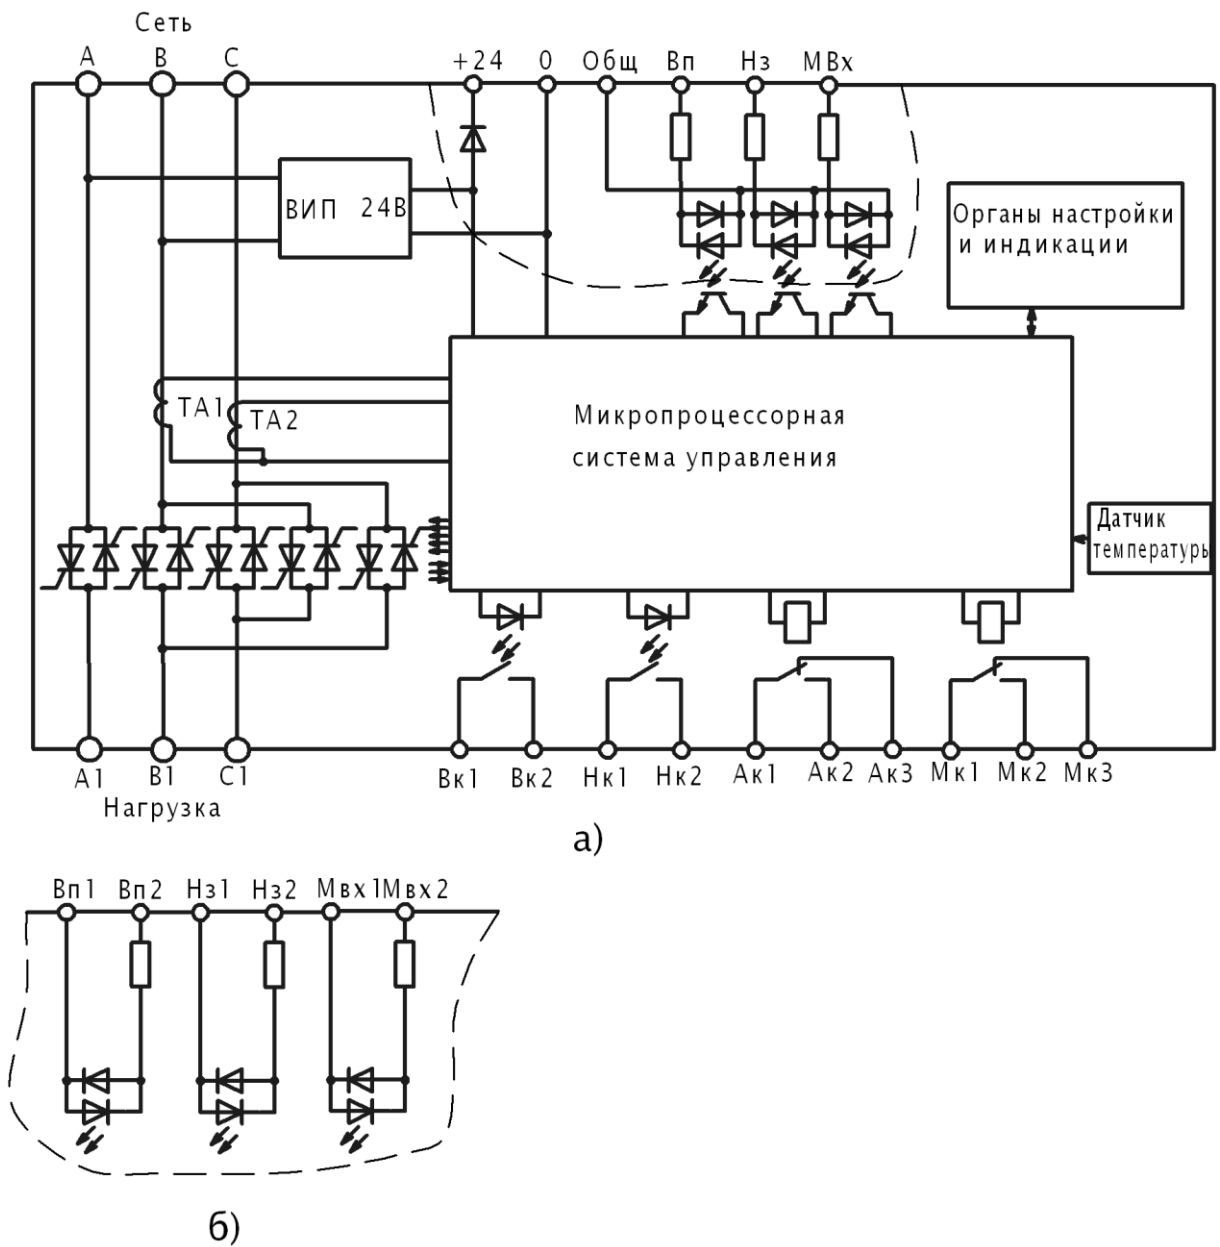 Сеть
А В С +24 0 Общ Вп Нз МВх
ВИП 24В
Органы настройки
и индикации
ТА1
ТА2
Микропроцессорная
система управления
Датчик
температуры
А1 В1 С1 Вк1 Вк2 Нк1 Нк2 Ак1 Ак2 Ак3 Мк1 Мк2 Мк3
Нагрузка
а)
Вп1 Вп2 Нз1 Нз2 Мвх1 Мвх2
б)